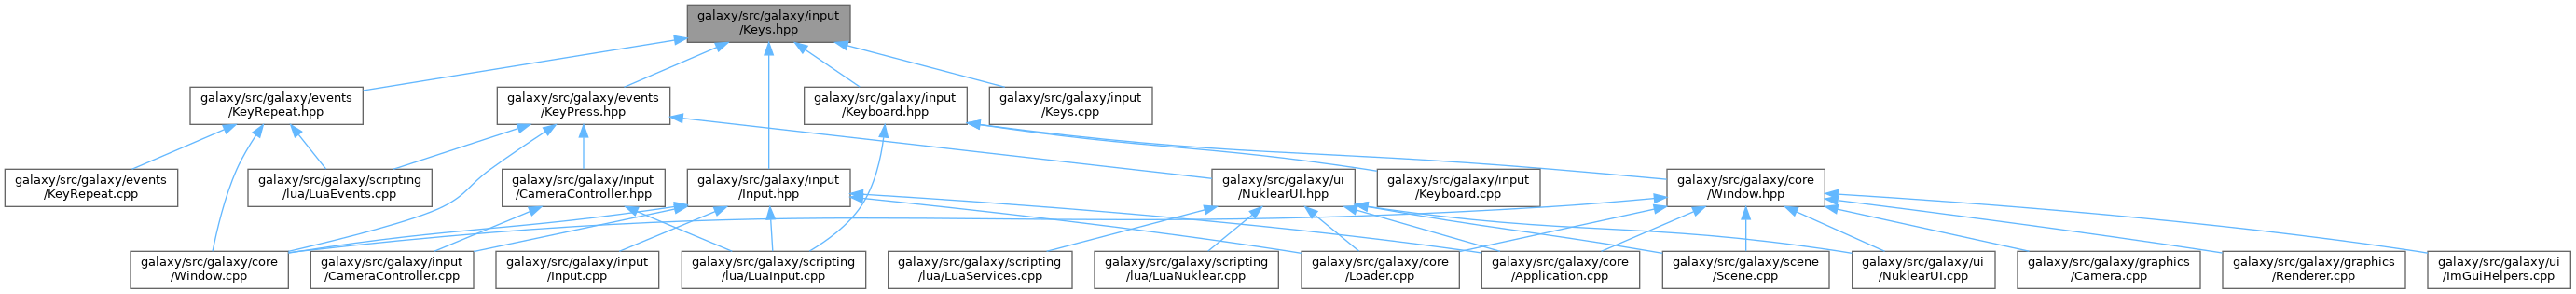 galaxy/src/galaxy/input
/Keys.hpp
galaxy/src/galaxy/events
/KeyRepeat.hpp
galaxy/src/galaxy/events
/KeyPress.hpp
galaxy/src/galaxy/input
/Keyboard.hpp
galaxy/src/galaxy/input
/Keys.cpp
galaxy/src/galaxy/events
/KeyRepeat.cpp
galaxy/src/galaxy/scripting
/lua/LuaEvents.cpp
galaxy/src/galaxy/input
/CameraController.hpp
galaxy/src/galaxy/input
/Input.hpp
galaxy/src/galaxy/ui
/NuklearUI.hpp
galaxy/src/galaxy/input
/Keyboard.cpp
galaxy/src/galaxy/core
/Window.hpp
galaxy/src/galaxy/core
/Window.cpp
galaxy/src/galaxy/input
/CameraController.cpp
galaxy/src/galaxy/input
/Input.cpp
galaxy/src/galaxy/scripting
/lua/LuaInput.cpp
galaxy/src/galaxy/scripting
/lua/LuaServices.cpp
galaxy/src/galaxy/scripting
/lua/LuaNuklear.cpp
galaxy/src/galaxy/core
/Loader.cpp
galaxy/src/galaxy/core
/Application.cpp
galaxy/src/galaxy/scene
/Scene.cpp
galaxy/src/galaxy/ui
/NuklearUI.cpp
galaxy/src/galaxy/graphics
/Camera.cpp
galaxy/src/galaxy/graphics
/Renderer.cpp
galaxy/src/galaxy/ui
/ImGuiHelpers.cpp